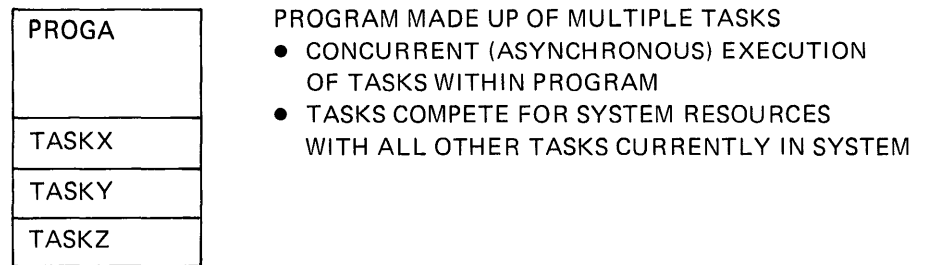 PROGA
TASKX
TASKY
TASKZ
PROGRAM MADE UP OF MULTIPLE TASKS
● CONCURRENT (ASYNCHRONOUS) EXECUTION
OF TASKS WITHIN PROGRAM
● TASKS COMPETE FOR SYSTEM RESOURCES
WITH ALL OTHER TASKS CURRENTLY IN SYSTEM